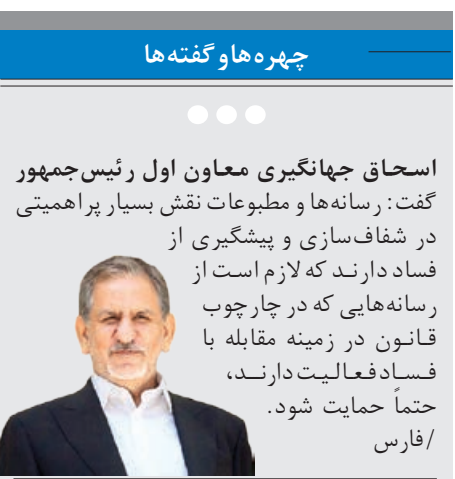 چهره‌ها و گفته‌ها
اسحاق جهانگیری معاون اول رئیس‌جمهور
گفت: رسانه‌ها و مطبوعات نقش بسیار پراهمیتی
در شفاف‌سازی و پیشگیری از
فساد دارند که لازم است از
رسانه‌هایی که در چارچوب
قانون در زمینه مقابله با
فساد فعالیت دارند،
حتماً حمایت شود.
/فارس